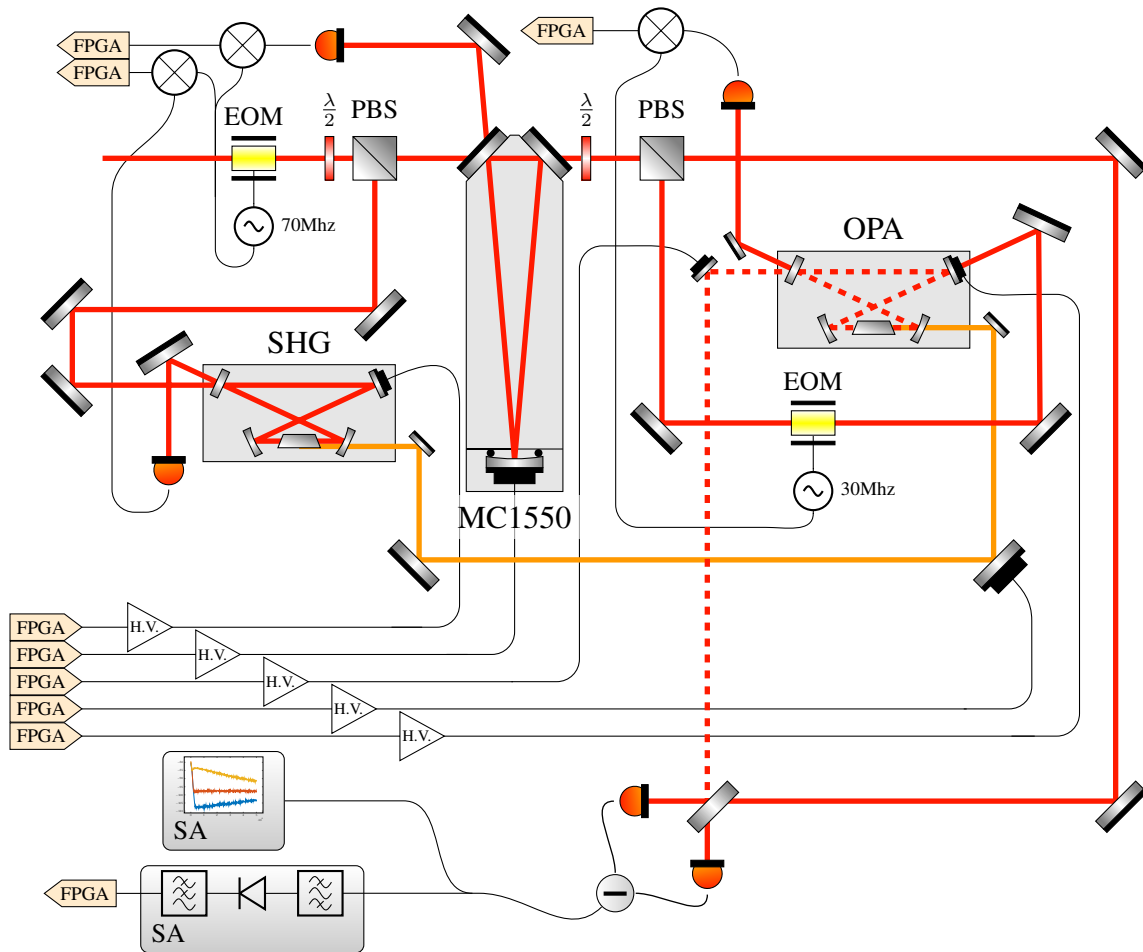 FPGA
FPGA
FPGA
EOM
λ
2
PBS
λ
2
PBS
70Mhz
OPA
SHG
EOM
30Mhz
MC1550
FPGA
H.V.
FPGA
H.V.
FPGA
H.V.
FPGA
H.V.
FPGA
H.V.
SA
FPGA
SA